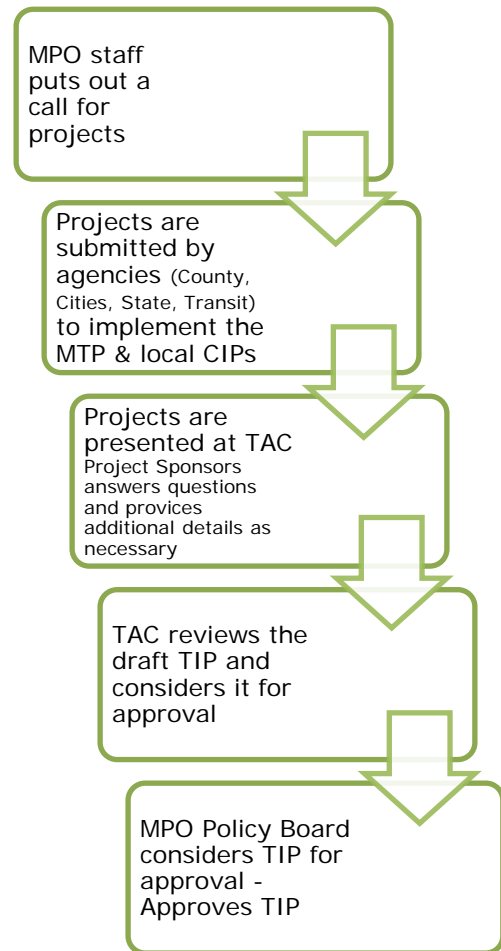 MPO staff
puts out a
call for
projects
Projects are
submitted by
agencies (County,
Cities, State, Transit)
to implement the
MTP & local CIPs
Projects are
presented at TAC
Project Sponsors
answers questions
and provices
additional details as
necessary
TAC reviews the
draft TIP and
considers it for
approval
MPO Policy Board
considers TIP for
approval -
Approves TIP